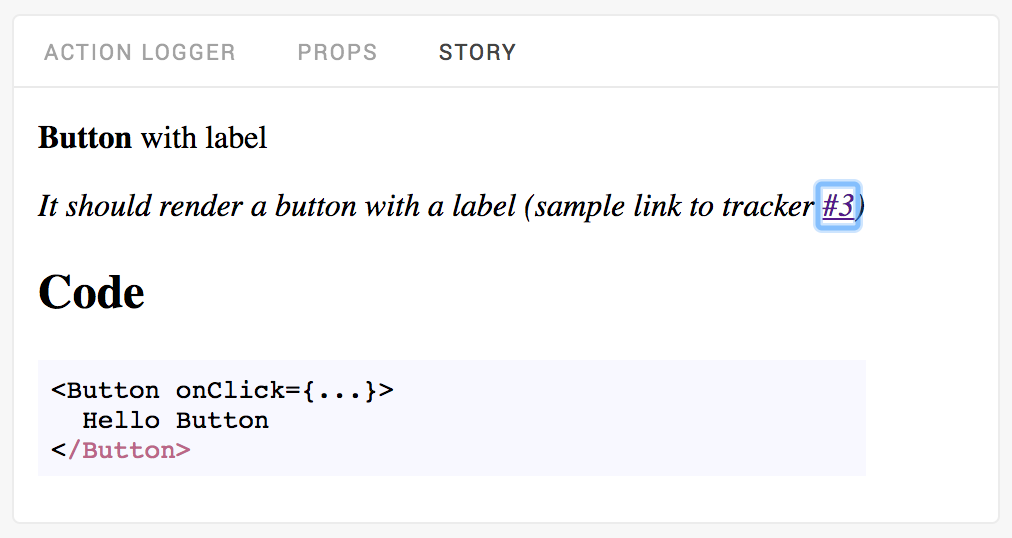 ACTION LOGGER PROPS STORY
Button with label
It should render a button with a label (sample link to tracker #3)
Code
<Button onClick={...}>
  Hello Button
</Button>